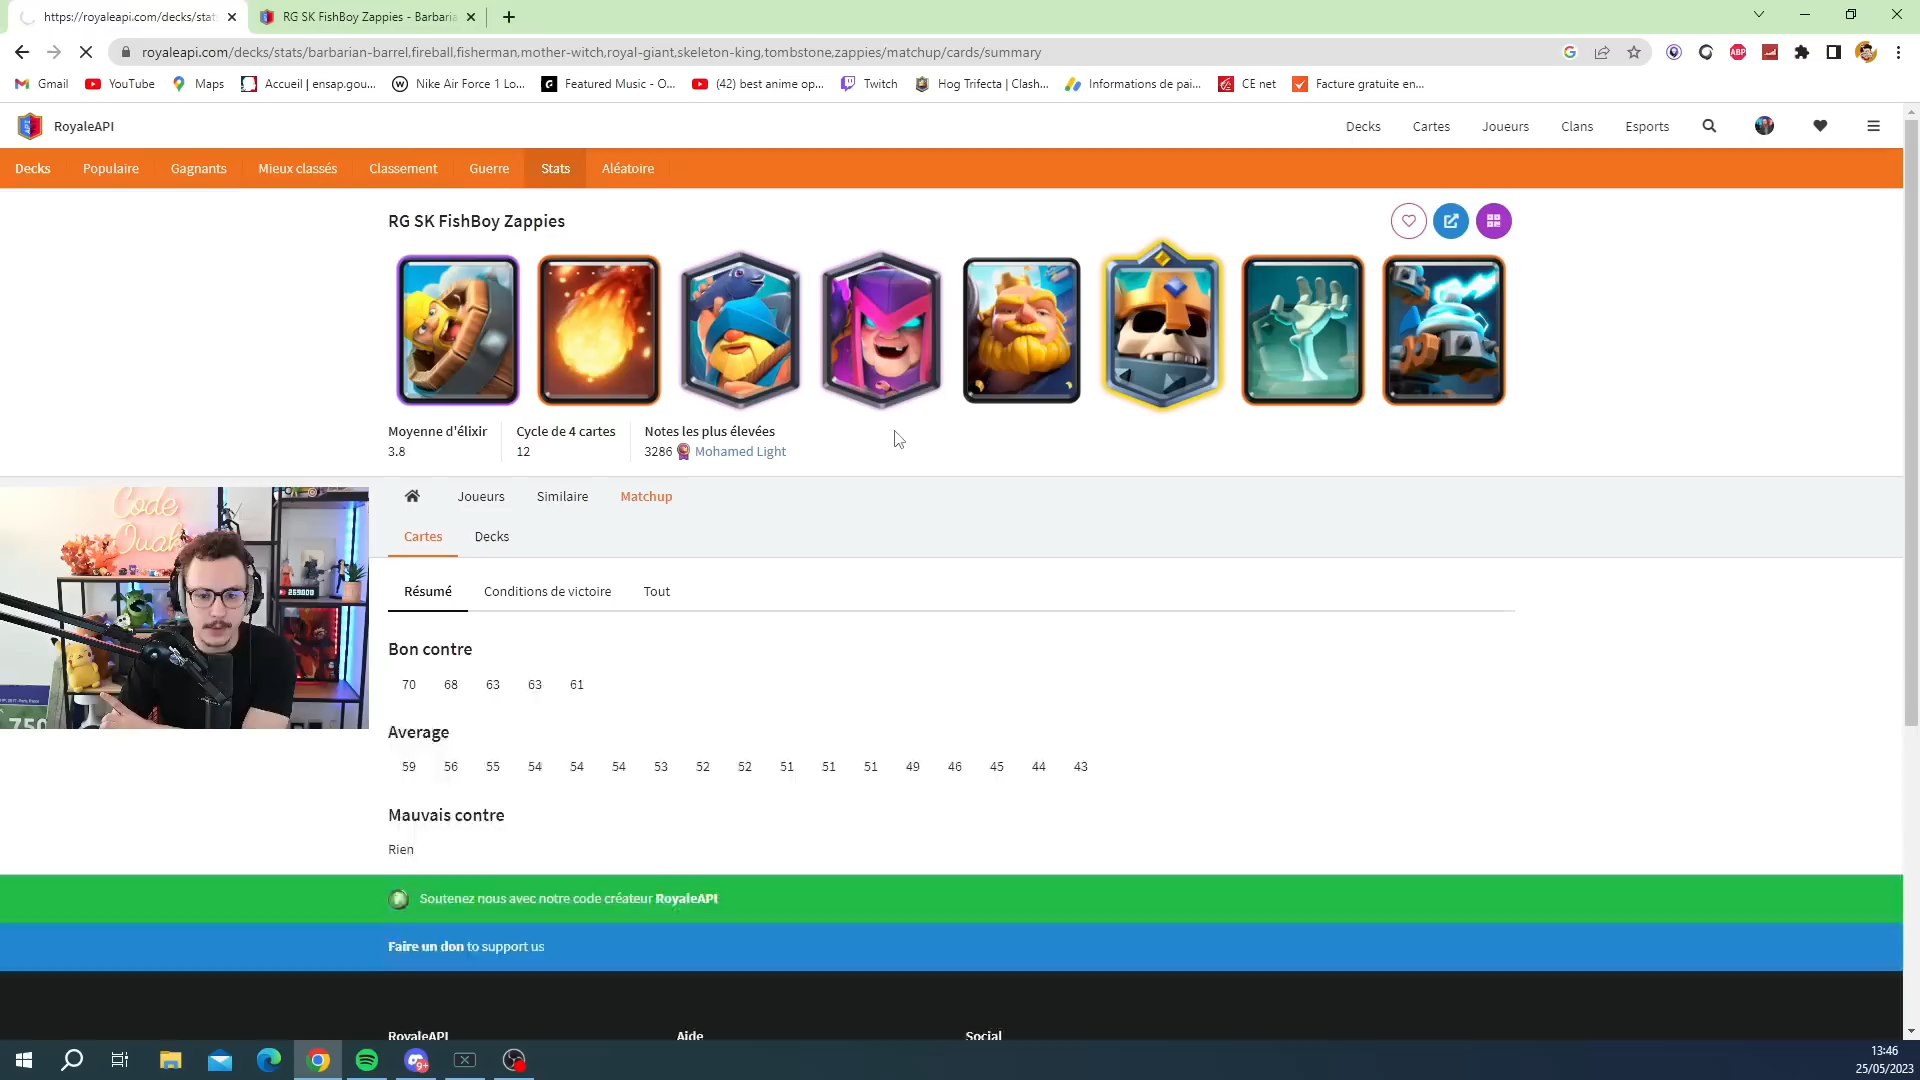 https://royaleapi.com/decks/stat
RG SK FishBoy Zappies - Barbaria
royaleapi.com/decks/stats/barbarian-barrel,fireball,fisherman,mother-witch,royal-giant,skeleton-king,tombstone,zappies/matchup/cards/summary
ABP
Gmail
YouTube
Maps
Accueil | ensap.gou...
Nike Air Force 1 Lo...
Featured Music - O...
(42) best anime op...
Twitch
Hog Trifecta | Clash...
Informations de pai...
CE net
Facture gratuite en...
RoyaleAPI
Decks
Cartes
Joueurs
Clans
Esports
Decks
Populaire
Gagnants
Mieux classés
Classement
Guerre
Stats
Aléatoire
RG SK FishBoy Zappies
Moyenne d'élixir
3.8
Cycle de 4 cartes
12
Notes les plus élevées
3286 Mohamed Light
Joueurs
Similaire
Matchup
Cartes
Decks
Résumé
Conditions de victoire
Tout
Bon contre
70 68 63 63 61
Average
59 56 55 54 54 54 53 52 52 51 51 51 49 46 45 44 43
Mauvais contre
Rien
Code
Ouah
750
Soutenez nous avec notre code créateur RoyaleAPI
Faire un don to support us
RoyaleAPI
Aide
Social
9+
13:46
25/05/2023